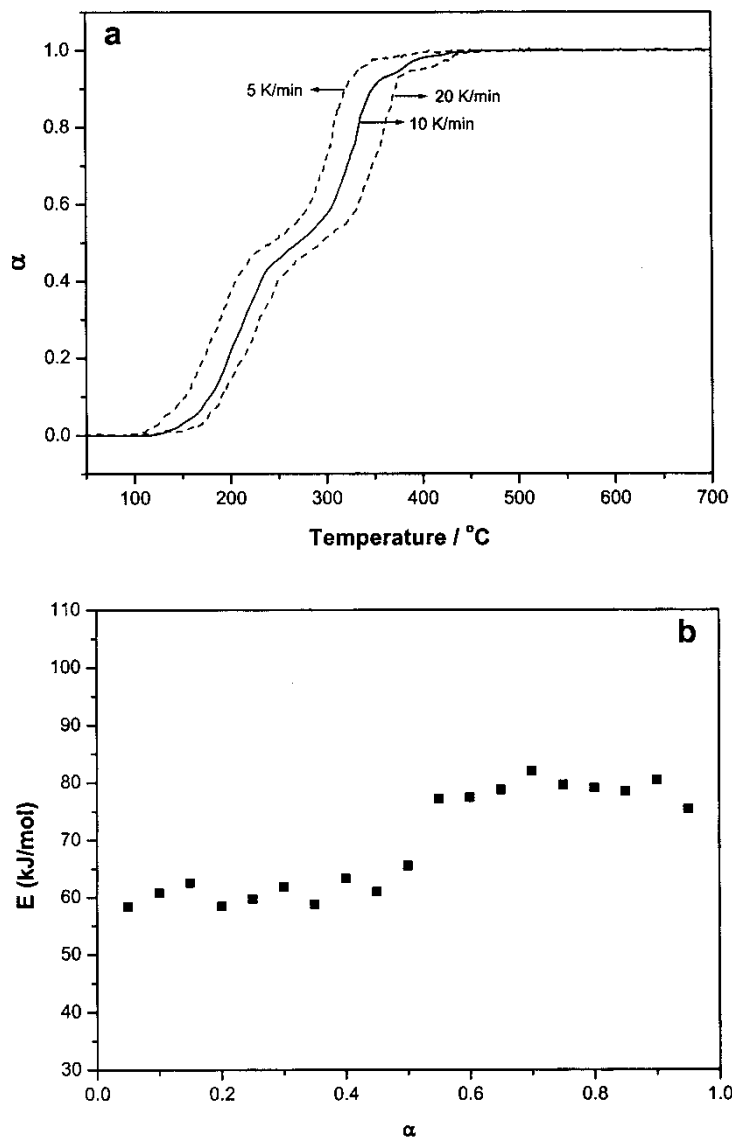 a
1.0
0.8
0.6
0.4
0.2
0.0
α
5 K/min
20 K/min
10 K/min
100 200 300 400 500 600 700
Temperature / °C
b
110
100
90
80
70
60
50
40
30
E (kJ/mol)
0.0 0.2 0.4 0.6 0.8 1.0
α